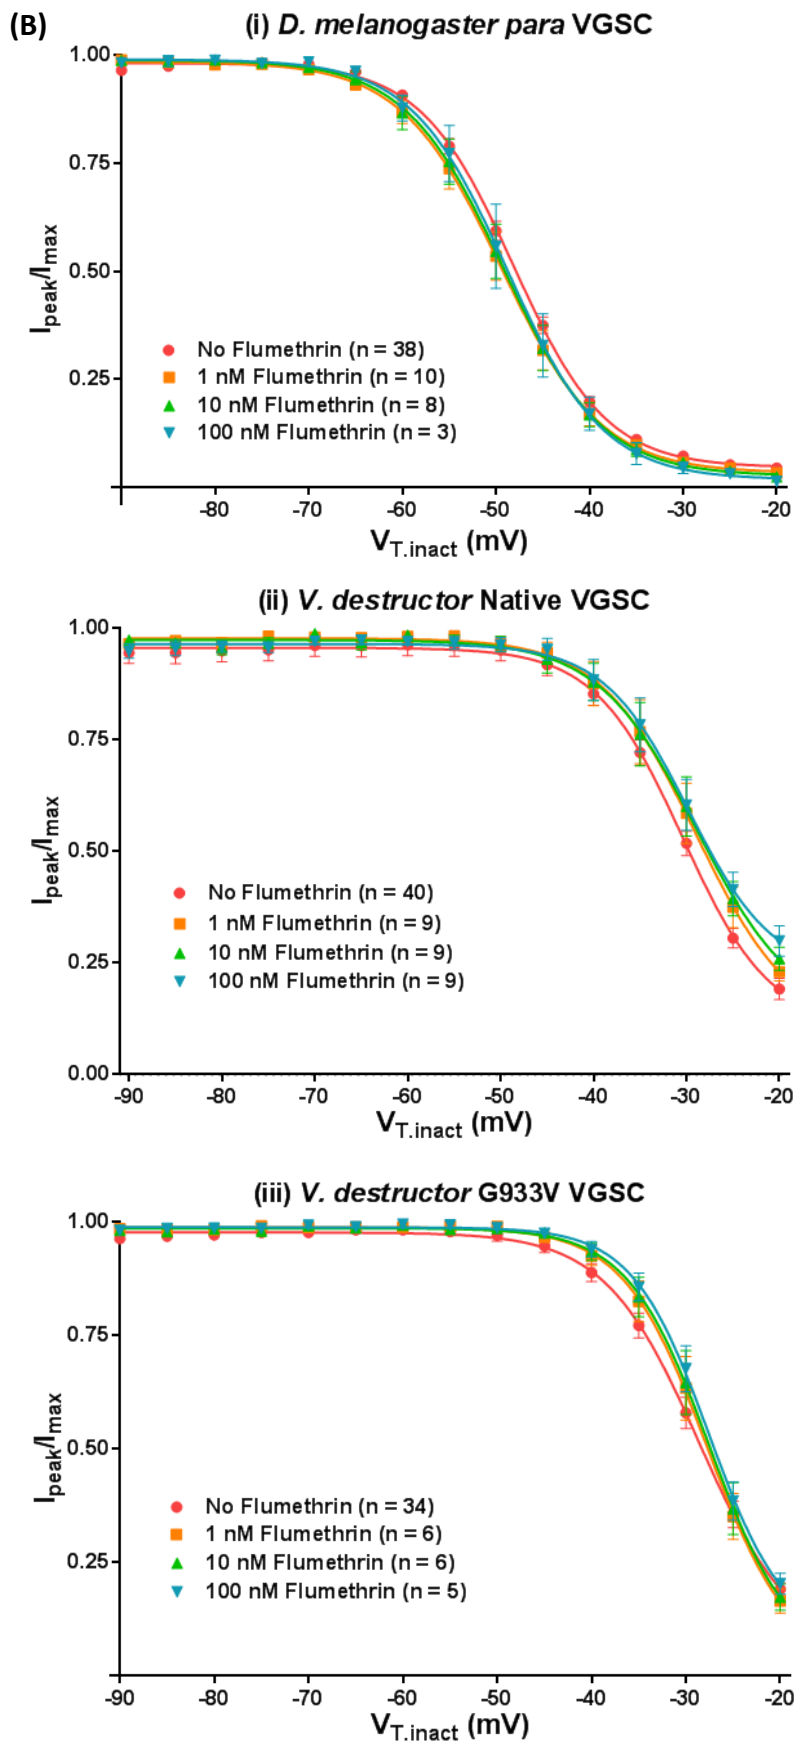 (B)
(i) D. melanogaster para VGSC
1.00
0.75
0.50
0.25
Ipeak/Imax
No Flumethrin (n = 38)
1 nM Flumethrin (n = 10)
10 nM Flumethrin (n = 8)
100 nM Flumethrin (n = 3)
-80 -70 -60 -50 -40 -30 -20
VT.inact (mV)
(ii) V. destructor Native VGSC
1.00
0.75
0.50
0.25
0.00
Ipeak/Imax
No Flumethrin (n = 40)
1 nM Flumethrin (n = 9)
10 nM Flumethrin (n = 9)
100 nM Flumethrin (n = 9)
-90 -80 -70 -60 -50 -40 -30 -20
VT.inact (mV)
(iii) V. destructor G933V VGSC
1.00
0.75
0.50
0.25
Ipeak/Imax
No Flumethrin (n = 34)
1 nM Flumethrin (n = 6)
10 nM Flumethrin (n = 6)
100 nM Flumethrin (n = 5)
-90 -80 -70 -60 -50 -40 -30 -20
VT.inact (mV)